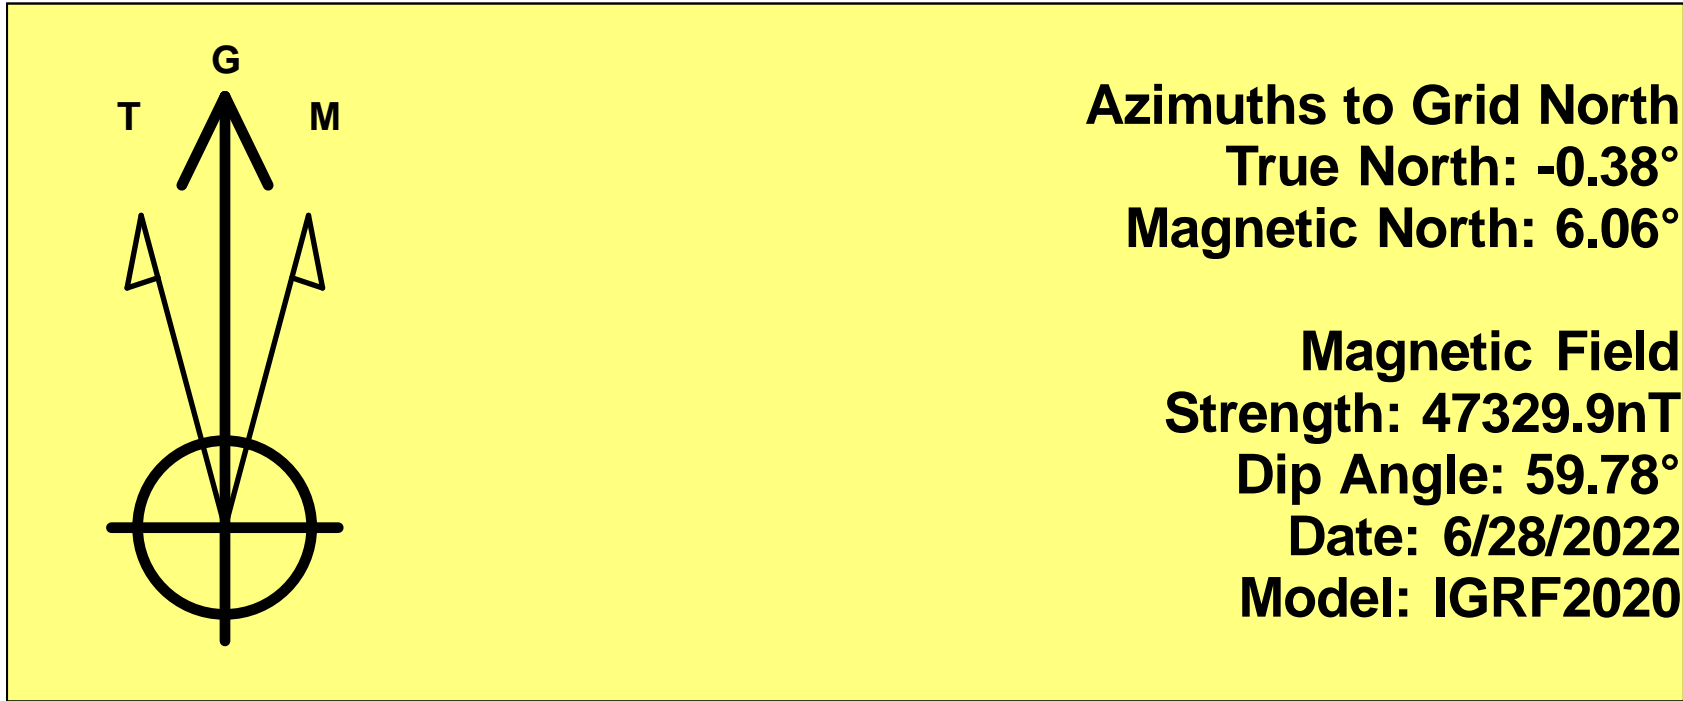 G
T M
Azimuths to Grid North
True North: -0.38°
Magnetic North: 6.06°
Magnetic Field
Strength: 47329.9nT
Dip Angle: 59.78°
Date: 6/28/2022
Model: IGRF2020